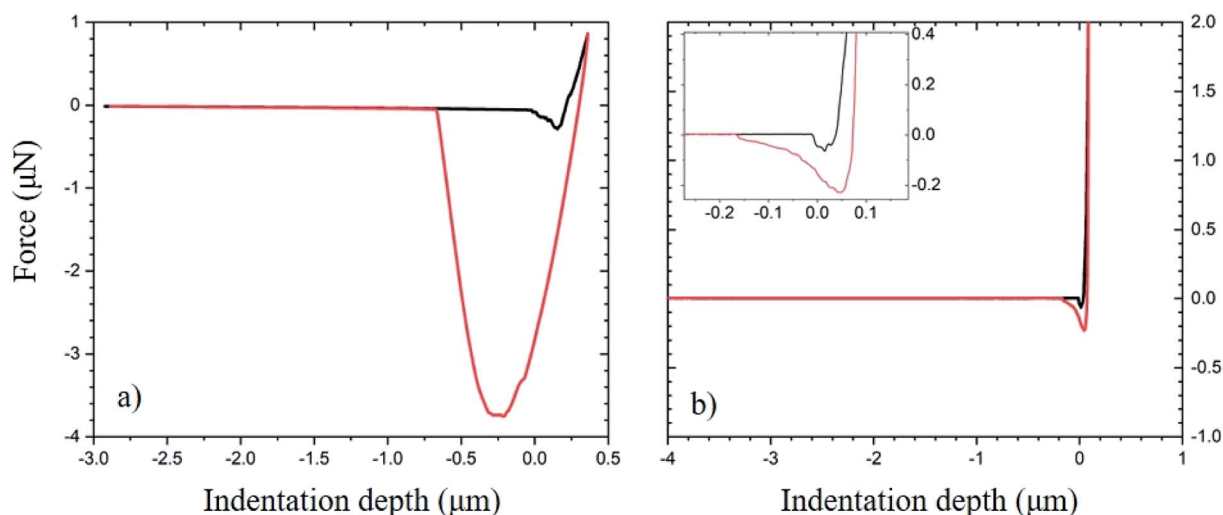 1
0
-1
-2
-3
-4
-3.0 -2.5 -2.0 -1.5 -1.0 -0.5 0.0 0.5
Force (μN)
Indentation depth (μm)
a)
0.4
0.2
0.0
-0.2
-0.2 -0.1 0.0 0.1
2.0
1.5
1.0
0.5
0.0
-0.5
-1.0
-4 -3 -2 -1 0 1
Indentation depth (μm)
b)